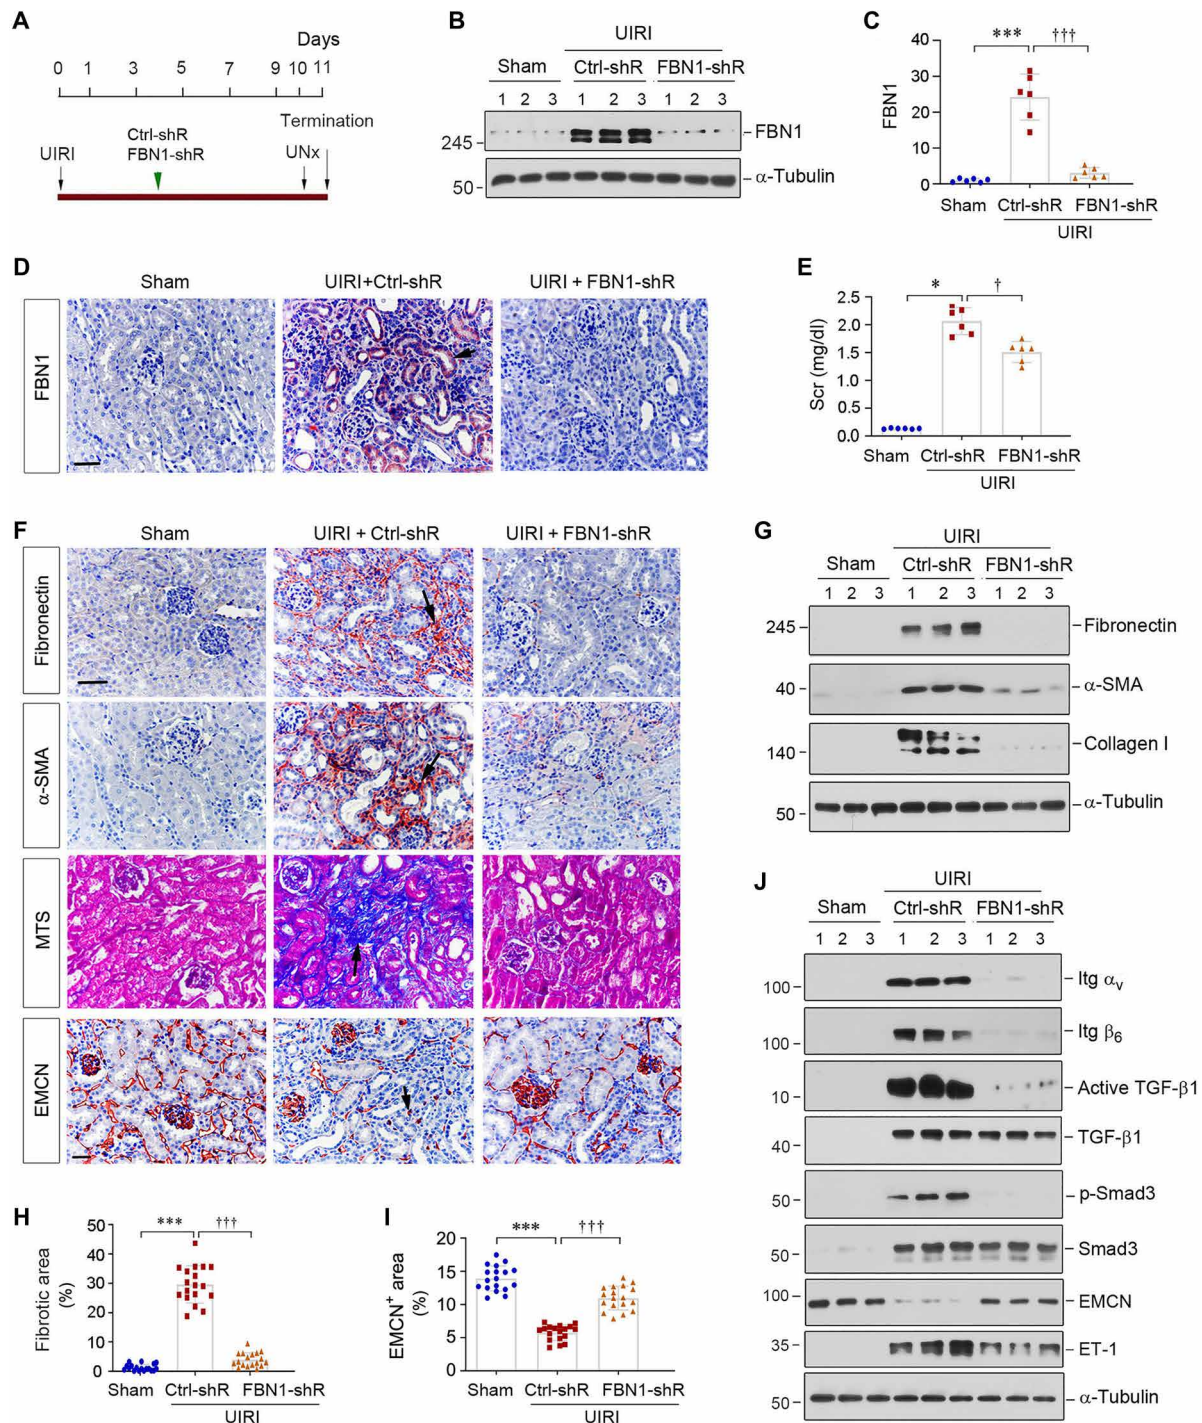 A
Days
0 1 3 5 7 9 10 11
Ctrl-shR
FBN1-shR
Termination
UIRI
UNx
B
UIRI
Sham Ctrl-shR FBN1-shR
1 2 3 1 2 3 1 2 3
245
FBN1
50
α-Tubulin
C
*** †††
FBN1
40
30
20
10
0
Sham Ctrl-shR FBN1-shR
UIRI
D
Sham UIRI+Ctrl-shR UIRI + FBN1-shR
FBN1
E
* †
Scr (mg/dl)
2.5
2.0
1.5
1.0
0.5
0.0
Sham Ctrl-shR FBN1-shR
UIRI
F
Sham UIRI + Ctrl-shR UIRI + FBN1-shR
Fibronectin
α-SMA
MTS
EMCN
G
UIRI
Sham Ctrl-shR FBN1-shR
1 2 3 1 2 3 1 2 3
245
Fibronectin
40
α-SMA
140
Collagen I
50
α-Tubulin
H
*** †††
Fibrotic area
(%)
50
40
30
20
10
0
Sham Ctrl-shR FBN1-shR
UIRI
I
*** †††
EMCN⁺ area
(%)
20
15
10
5
0
Sham Ctrl-shR FBN1-shR
UIRI
J
UIRI
Sham Ctrl-shR FBN1-shR
1 2 3 1 2 3 1 2 3
100
Itg αv
100
Itg β6
10
Active TGF-β1
40
TGF-β1
50
p-Smad3
50
Smad3
100
EMCN
35
ET-1
50
α-Tubulin